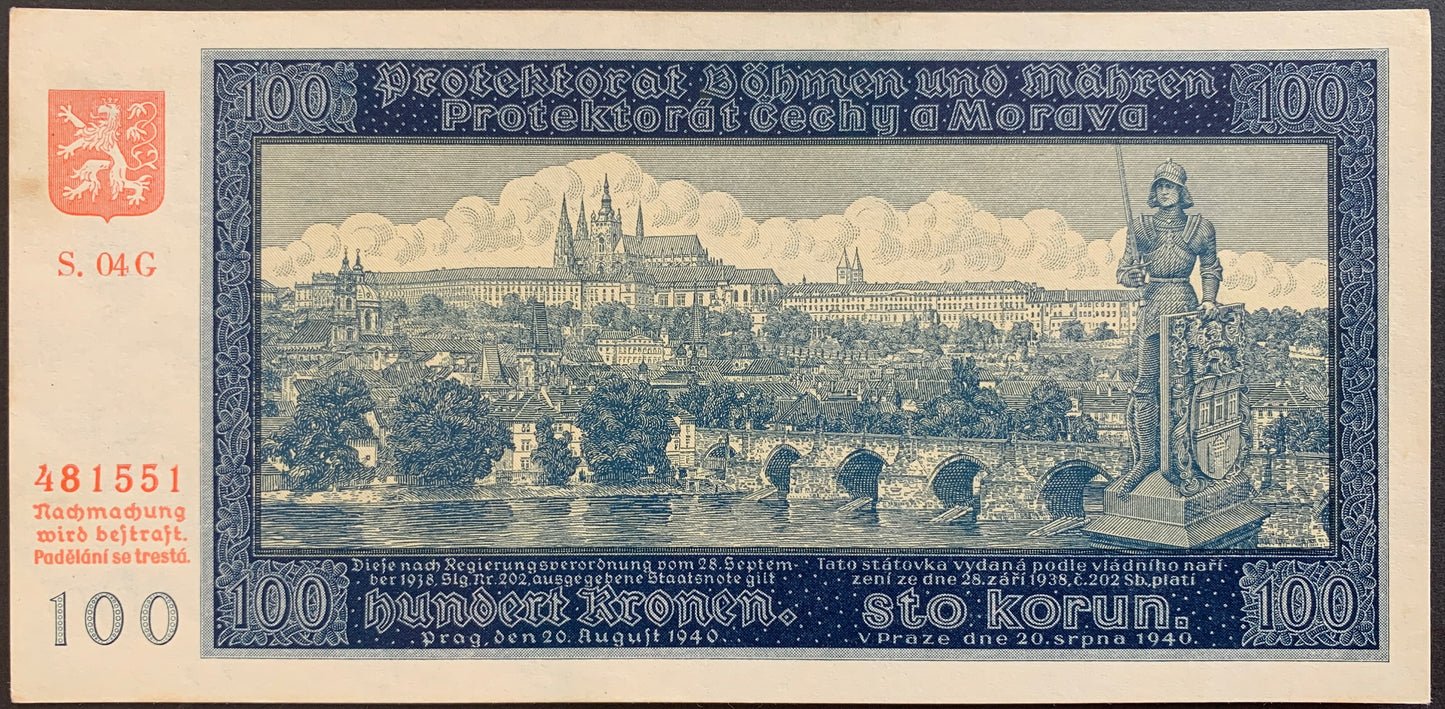 100
Protektorat Böhmen und Mähren
Protektorát Čechy a Morava
100
S. 04 G
481551
Nachmachung
wird bestraft.
Padělání se trestá.
100
100
Diese nach Regierungsverordnung vom 28. Septem-
ber 1938. Slg. Nr. 202, ausgegebene Staatsnote gilt
hundert Kronen.
Prag, den 20. August 1940.
Tato státovka vydaná podle vládního naří
zení ze dne 28. září 1938, č. 202 Sb. platí
sto korun.
V Praze dne 20. srpna 1940.
100